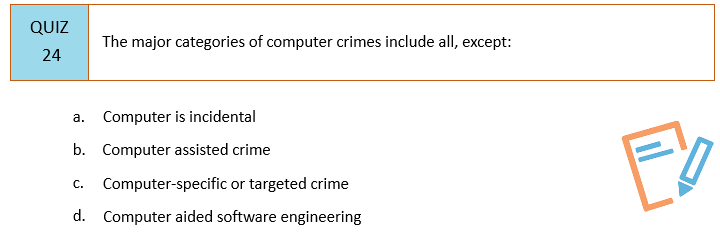 QUIZ
24
The major categories of computer crimes include all, except:
a. Computer is incidental
b. Computer assisted crime
c. Computer-specific or targeted crime
d. Computer aided software engineering